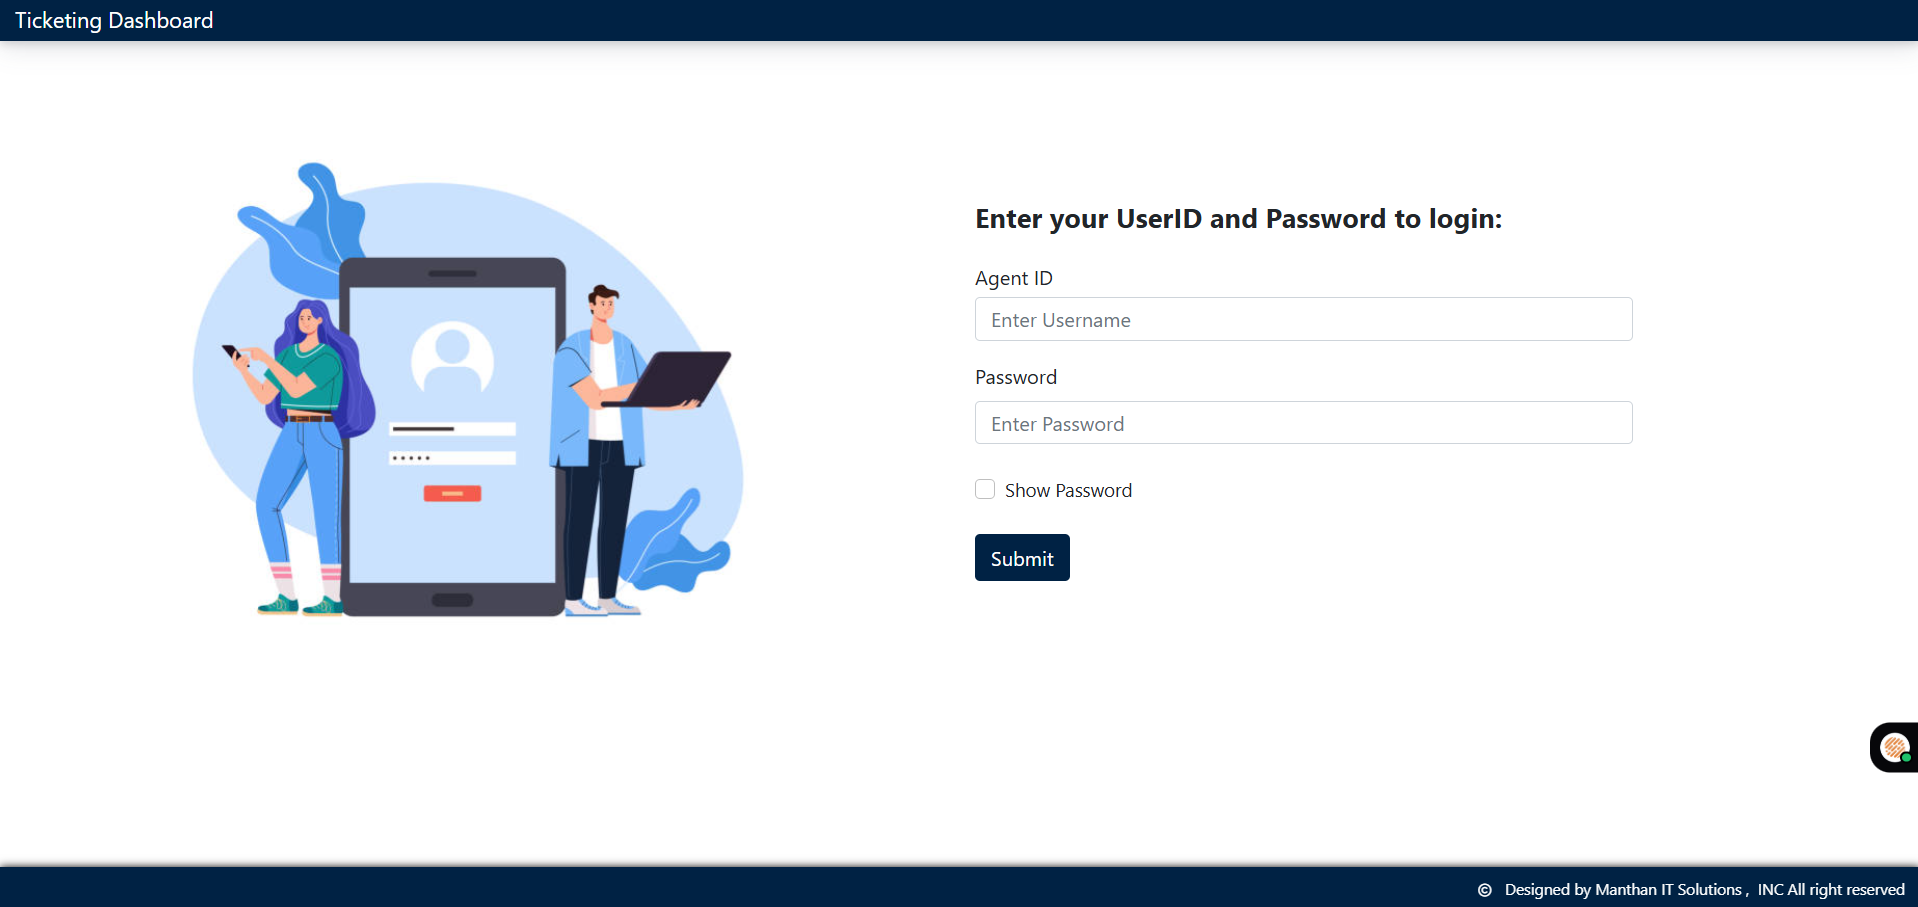 Ticketing Dashboard
Enter your UserID and Password to login:
Agent ID
Enter Username
Password
Enter Password
Show Password
Submit
© Designed by Manthan IT Solutions , INC All right reserved